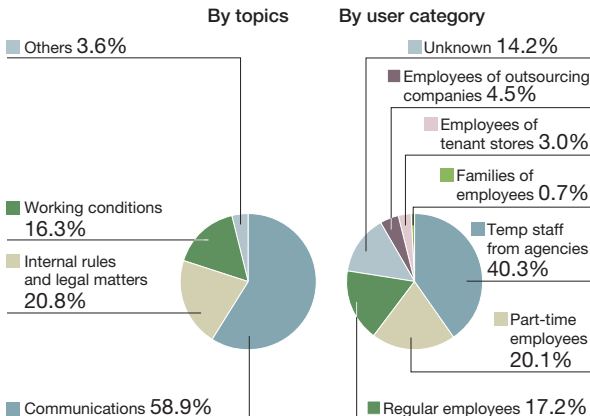 By topics
Others 3.6%
Working conditions
16.3%
Internal rules
and legal matters
20.8%
Communications 58.9%
By user category
Unknown 14.2%
Employees of outsourcing
companies 4.5%
Employees of
tenant stores 3.0%
Families of
employees 0.7%
Temp staff
from agencies
40.3%
Part-time
employees
20.1%
Regular employees 17.2%